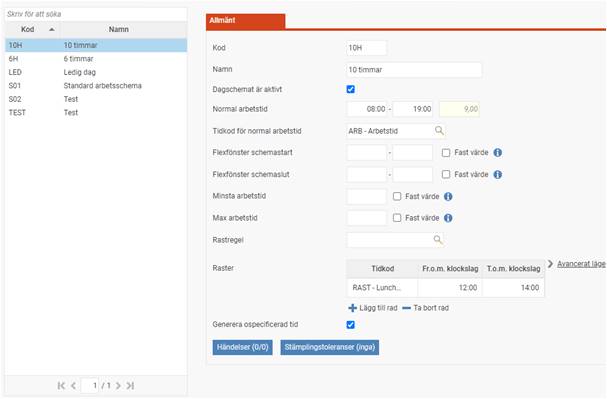 Skriv för att söka
Kod Namn
10H 10 timmar
6H 6 timmar
LED Ledig dag
S01 Standard arbetsschema
S02 Test
TEST Test
1 / 1
Allmänt
Kod 10H
Namn 10 timmar
Dagschemat är aktivt
Normal arbetstid 08:00 - 19:00 9,00
Tidkod för normal arbetstid ARB - Arbetstid
Flexfönster schemastart - Fast värde
Flexfönster schemaslut - Fast värde
Minsta arbetstid Fast värde
Max arbetstid Fast värde
Rastregel
Raster Tidkod Fr.o.m. klockslag T.o.m. klockslag Avancerat läge
RAST - Lunch... 12:00 14:00
Lägg till rad Ta bort rad
Generera ospecificerad tid
Händelser (0/0) Stämplingstoleranser (inga)